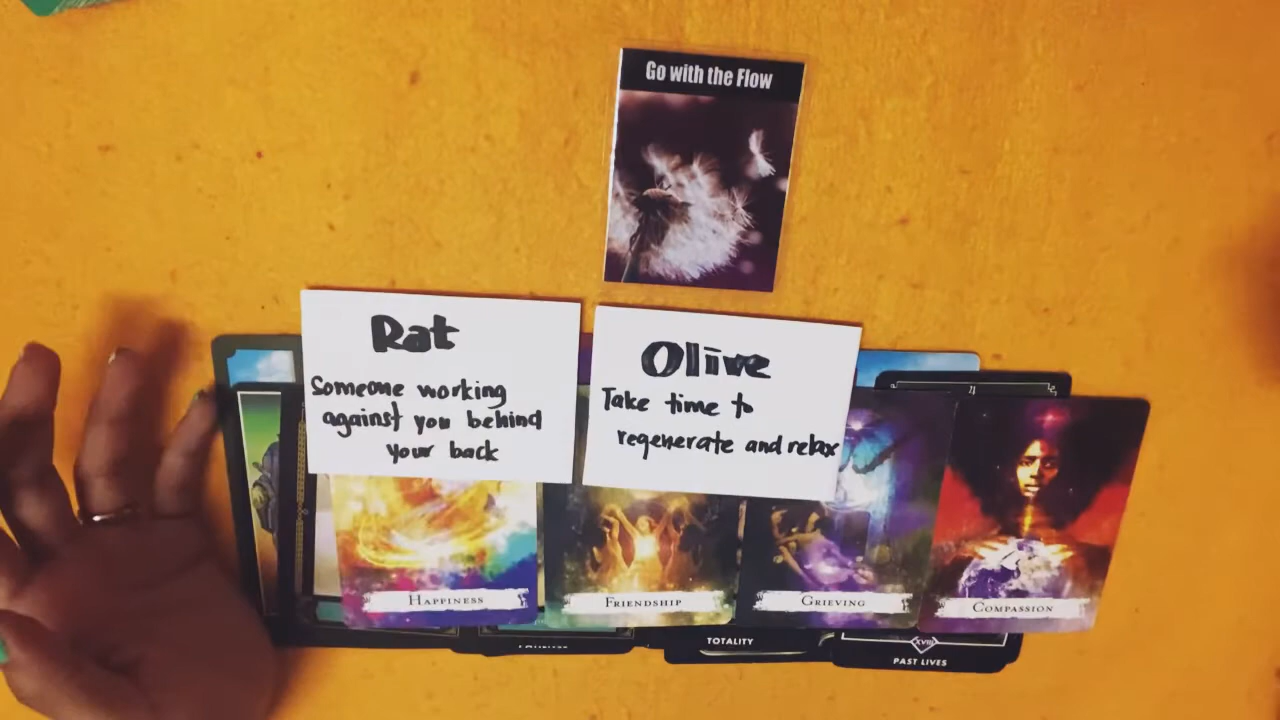 Go with the Flow
Rat
Someone working
against you behind
your back
Olive
Take time to
regenerate and relax
HAPPINESS
FRIENDSHIP
GRIEVING
COMPASSION
TOTALITY
XVIII
PAST LIVES